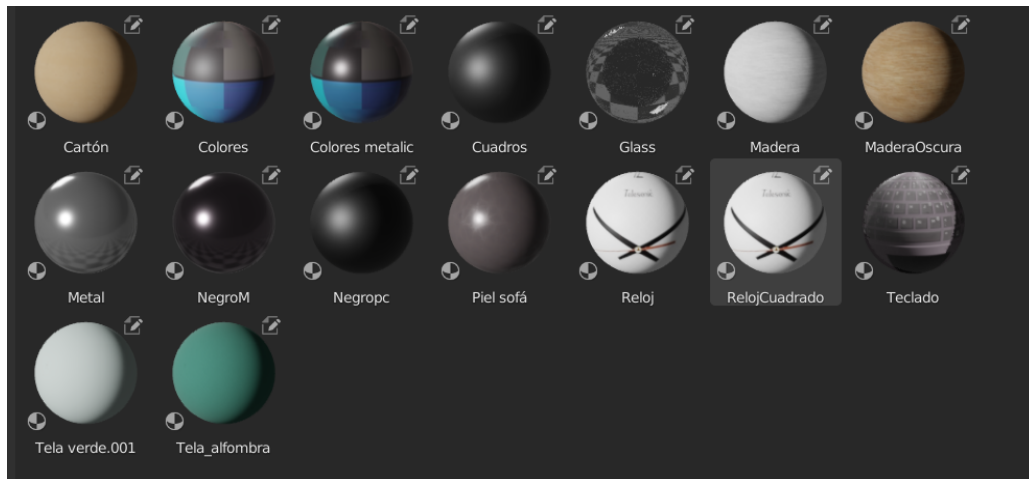 Cartón
Colores
Colores metalic
Cuadros
Glass
Madera
MaderaOscura
Metal
NegroM
Negropc
Piel sofá
Reloj
RelojCuadrado
Teclado
Tela verde.001
Tela_alfombra